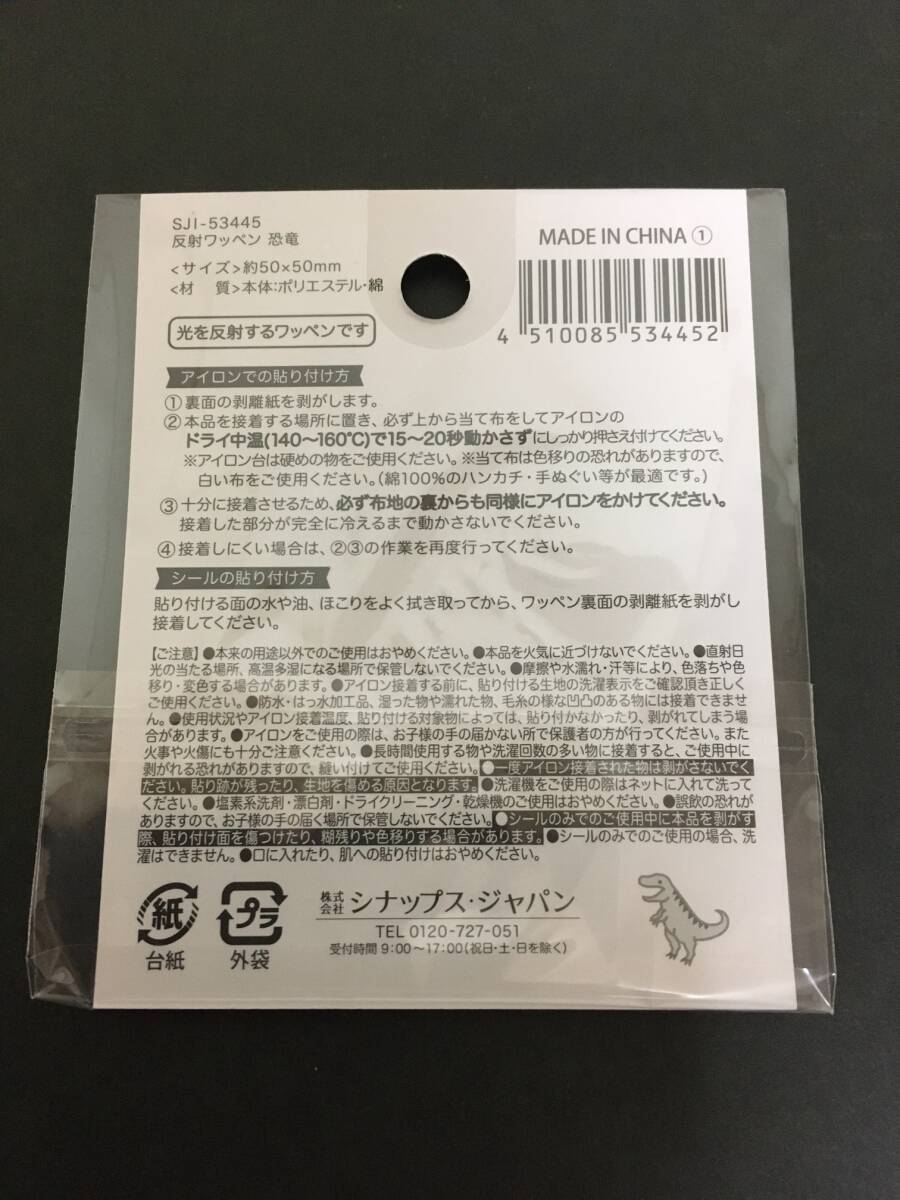 SJI-53445
反射ワッペン 恐竜
<サイズ>約50×50mm
<材　質>本体:ポリエステル・綿
MADE IN CHINA ①
4 510085 534452
光を反射するワッペンです
アイロンでの貼り付け方
①裏面の剥離紙を剥がします。
②本品を接着する場所に置き、必ず上から当て布をしてアイロンの
ドライ中温(140〜160℃)で15〜20秒動かさずにしっかり押さえ付けてください。
※アイロン台は硬めの物をご使用ください。※当て布は色移りの恐れがありますので、
白い布をご使用ください。(綿100%のハンカチ・手ぬぐい等が最適です。)
③十分に接着させるため、必ず布地の裏からも同様にアイロンをかけてください。
接着した部分が完全に冷えるまで動かさないでください。
④接着しにくい場合は、②③の作業を再度行ってください。
シールの貼り付け方
貼り付ける面の水や油、ほこりをよく拭き取ってから、ワッペン裏面の剥離紙を剥がし
接着してください。
【ご注意】●本来の用途以外でのご使用はおやめください。●本品を火気に近づけないでください。●直射日
光の当たる場所、高温多湿になる場所で保管しないでください。●摩擦や水濡れ・汗等により、色落ちや色
移り・変色する場合があります。●アイロン接着する前に、貼り付ける生地の洗濯表示をご確認頂き正しく
ご使用ください。●防水・はっ水加工品、湿った物や濡れた物、毛糸の様な凹凸のある物には接着できませ
ん。●使用状況やアイロン接着温度、貼り付ける対象物によっては、貼り付かなかったり、剥がれてしまう場
合があります。●アイロンをご使用の際は、お子様の手の届かない所で保護者の方が行ってください。また
火事や火傷にも十分ご注意ください。●長時間使用する物や洗濯回数の多い物に接着すると、ご使用中に
剥がれる恐れがありますので、縫い付けてご使用ください。●一度アイロン接着された物は剥がさないでく
ださい。貼り跡が残ったり、生地を傷める原因となります。●洗濯機をご使用の際はネットに入れて洗って
ください。●塩素系洗剤・漂白剤・ドライクリーニング・乾燥機のご使用はおやめください。●誤飲の恐れが
ありますので、お子様の手の届く場所で保管しないでください。●シールのみでのご使用中に本品を剥がす
際、貼り付け面を傷つけたり、糊残りや色移りする場合があります。●シールのみでのご使用の場合、洗
濯はできません。●口に入れたり、肌への貼り付けはおやめください。
紙
台紙
プラ
外袋
株式会社 シナップス・ジャパン
TEL 0120-727-051
受付時間 9:00〜17:00(祝日・土・日を除く)